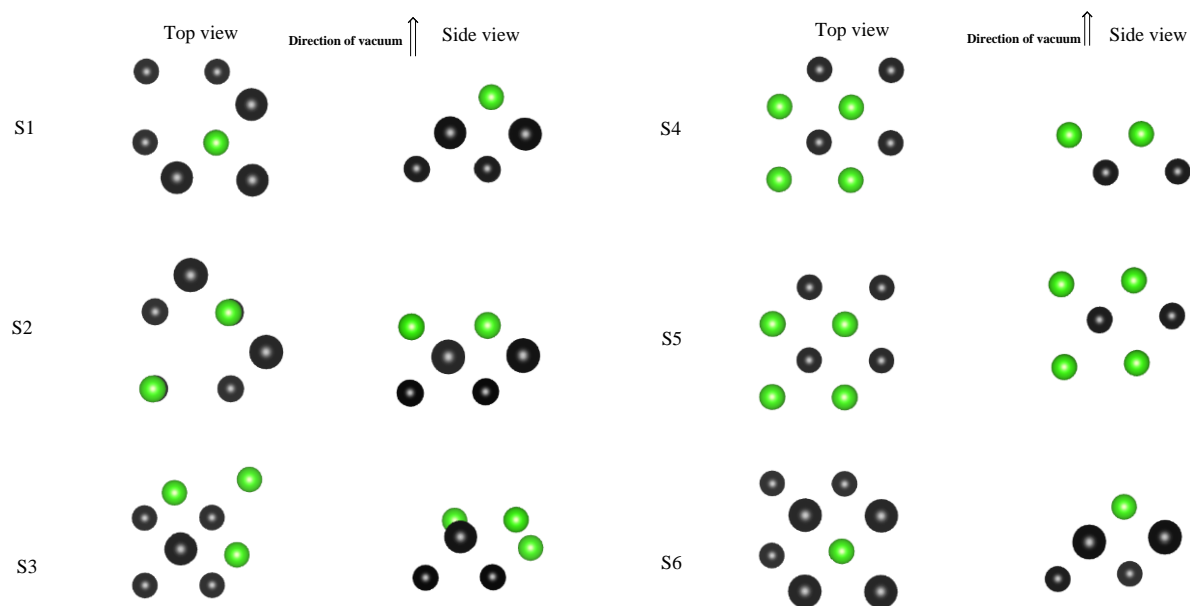 Top view
Direction of vacuum
Side view
S1
S2
S3
Top view
Direction of vacuum
Side view
S4
S5
S6